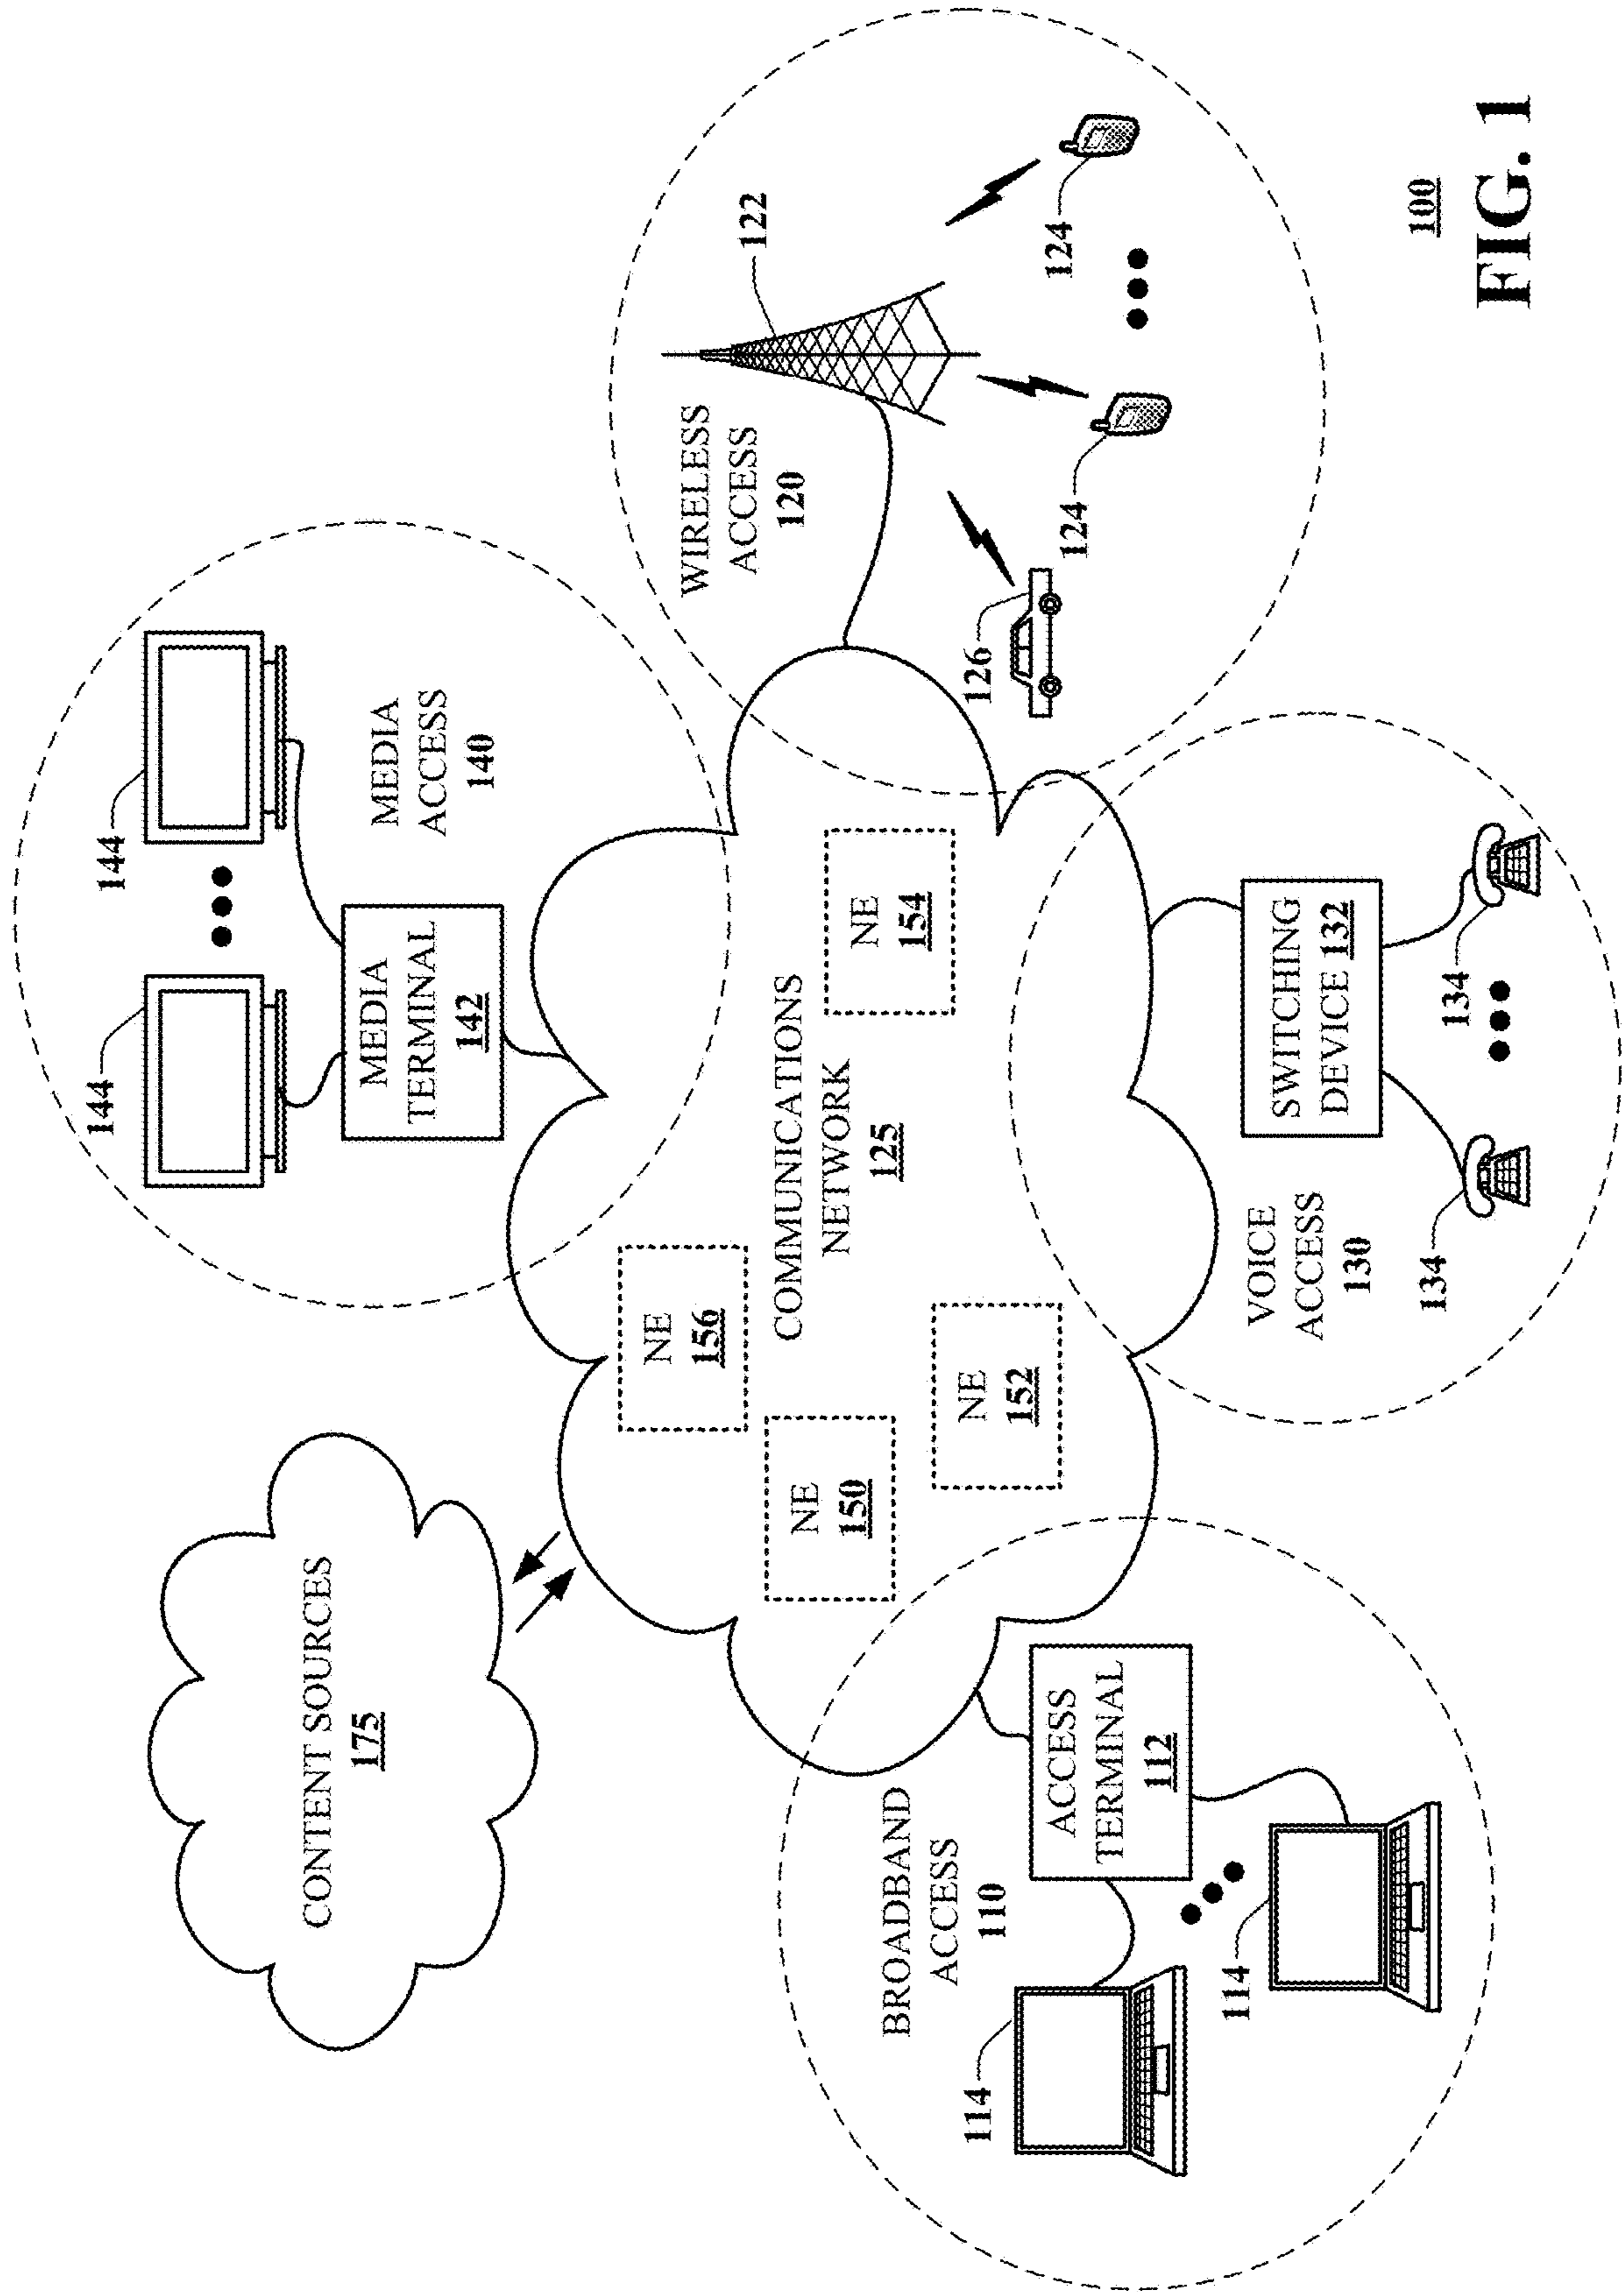 CONTENT SOURCES
175
144
144
MEDIA
TERMINAL
142
MEDIA
ACCESS
140
NE
156
NE
150
NE
152
COMMUNICATIONS
NETWORK
125
NE
154
WIRELESS
ACCESS
120
122
124
124
126
BROADBAND
ACCESS
110
ACCESS
TERMINAL
112
114
114
VOICE
ACCESS
130
SWITCHING
DEVICE 132
134
134
100
FIG. 1